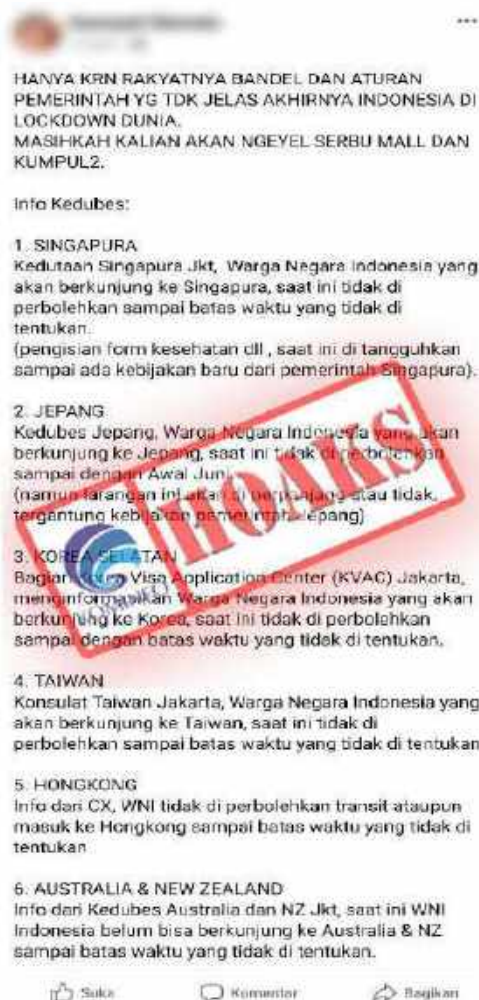 HANYA KRN RAKYATNYA BANDEL DAN ATURAN
PEMERINTAH YG TDK JELAS AKHIRNYA INDONESIA DI
LOCKDOWN DUNIA.
MASIHKAH KALIAN AKAN NGEYEL SERBU MALL DAN
KUMPUL2.
Info Kedubes:
1. SINGAPURA
Kedutaan Singapura Jkt, Warga Negara Indonesia yang
akan berkunjung ke Singapura, saat ini tidak di
perbolehkan sampai batas waktu yang tidak di
tentukan.
(pengisian form kesehatan dll , saat ini di tangguhkan
sampai ada kebijakan baru dari pemerintah Singapura).
2. JEPANG
Kedubes Jepang, Warga Negara Indonesia yang akan
berkunjung ke Jepang, saat ini tidak di perbolehkan
sampai dengan Awal Juni.
(namun larangan ini akan di perpanjang atau tidak,
tergantung kebijakan pemerintah Jepang)
HOAKS
3. KOREA SELATAN
Bagian Visa Application Center (KVAC) Jakarta,
menginformasikan Warga Negara Indonesia yang akan
berkunjung ke Korea, saat ini tidak di perbolehkan
sampai dengan batas waktu yang tidak di tentukan.
4. TAIWAN
Konsulat Taiwan Jakarta, Warga Negara Indonesia yang
akan berkunjung ke Taiwan, saat ini tidak di
perbolehkan sampai batas waktu yang tidak di tentukan
5. HONGKONG
Info dari CX, WNI tidak di perbolehkan transit ataupun
masuk ke Hongkong sampai batas waktu yang tidak di
tentukan
6. AUSTRALIA & NEW ZEALAND
Info dari Kedubes Australia dan NZ Jkt, saat ini WNI
Indonesia belum bisa berkunjung ke Australia & NZ
sampai batas waktu yang tidak di tentukan.
Suka Komentar Bagikan